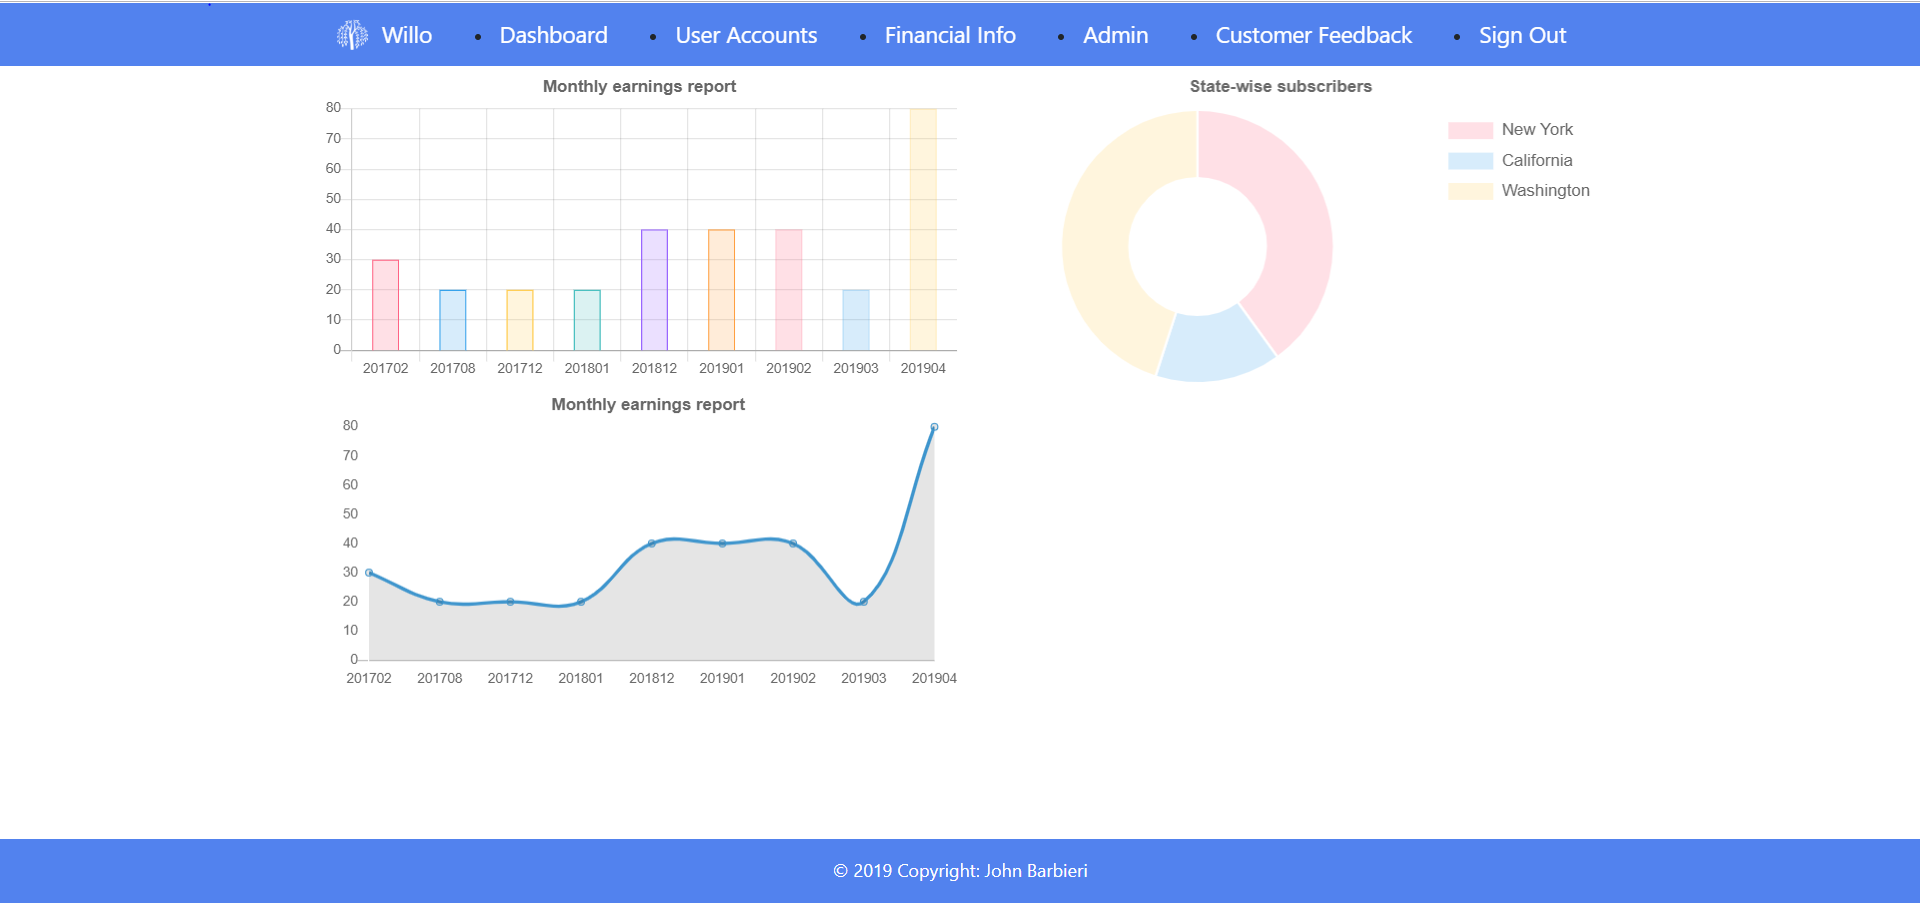 Willo Dashboard User Accounts Financial Info Admin Customer Feedback Sign Out
Monthly earnings report
80
70
60
50
40
30
20
10
0
201702 201708 201712 201801 201812 201901 201902 201903 201904
State-wise subscribers
New York
California
Washington
Monthly earnings report
80
70
60
50
40
30
20
10
0
201702 201708 201712 201801 201812 201901 201902 201903 201904
© 2019 Copyright: John Barbieri